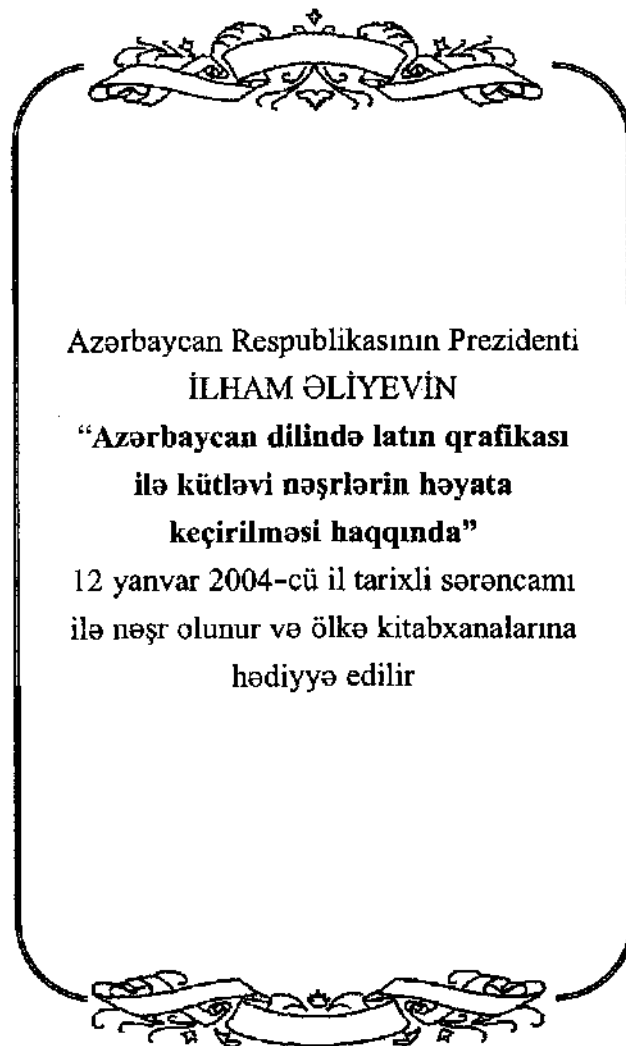 Azərbaycan Respublikasının Prezidenti
İLHAM ƏLİYEVİN
“Azərbaycan dilində latın qrafikası
ilə kütləvi nəşrlərin həyata
keçirilməsi haqqında”
12 yanvar 2004-cü il tarixli sərəncamı
ilə nəşr olunur və ölkə kitabxanalarına
hədiyyə edilir